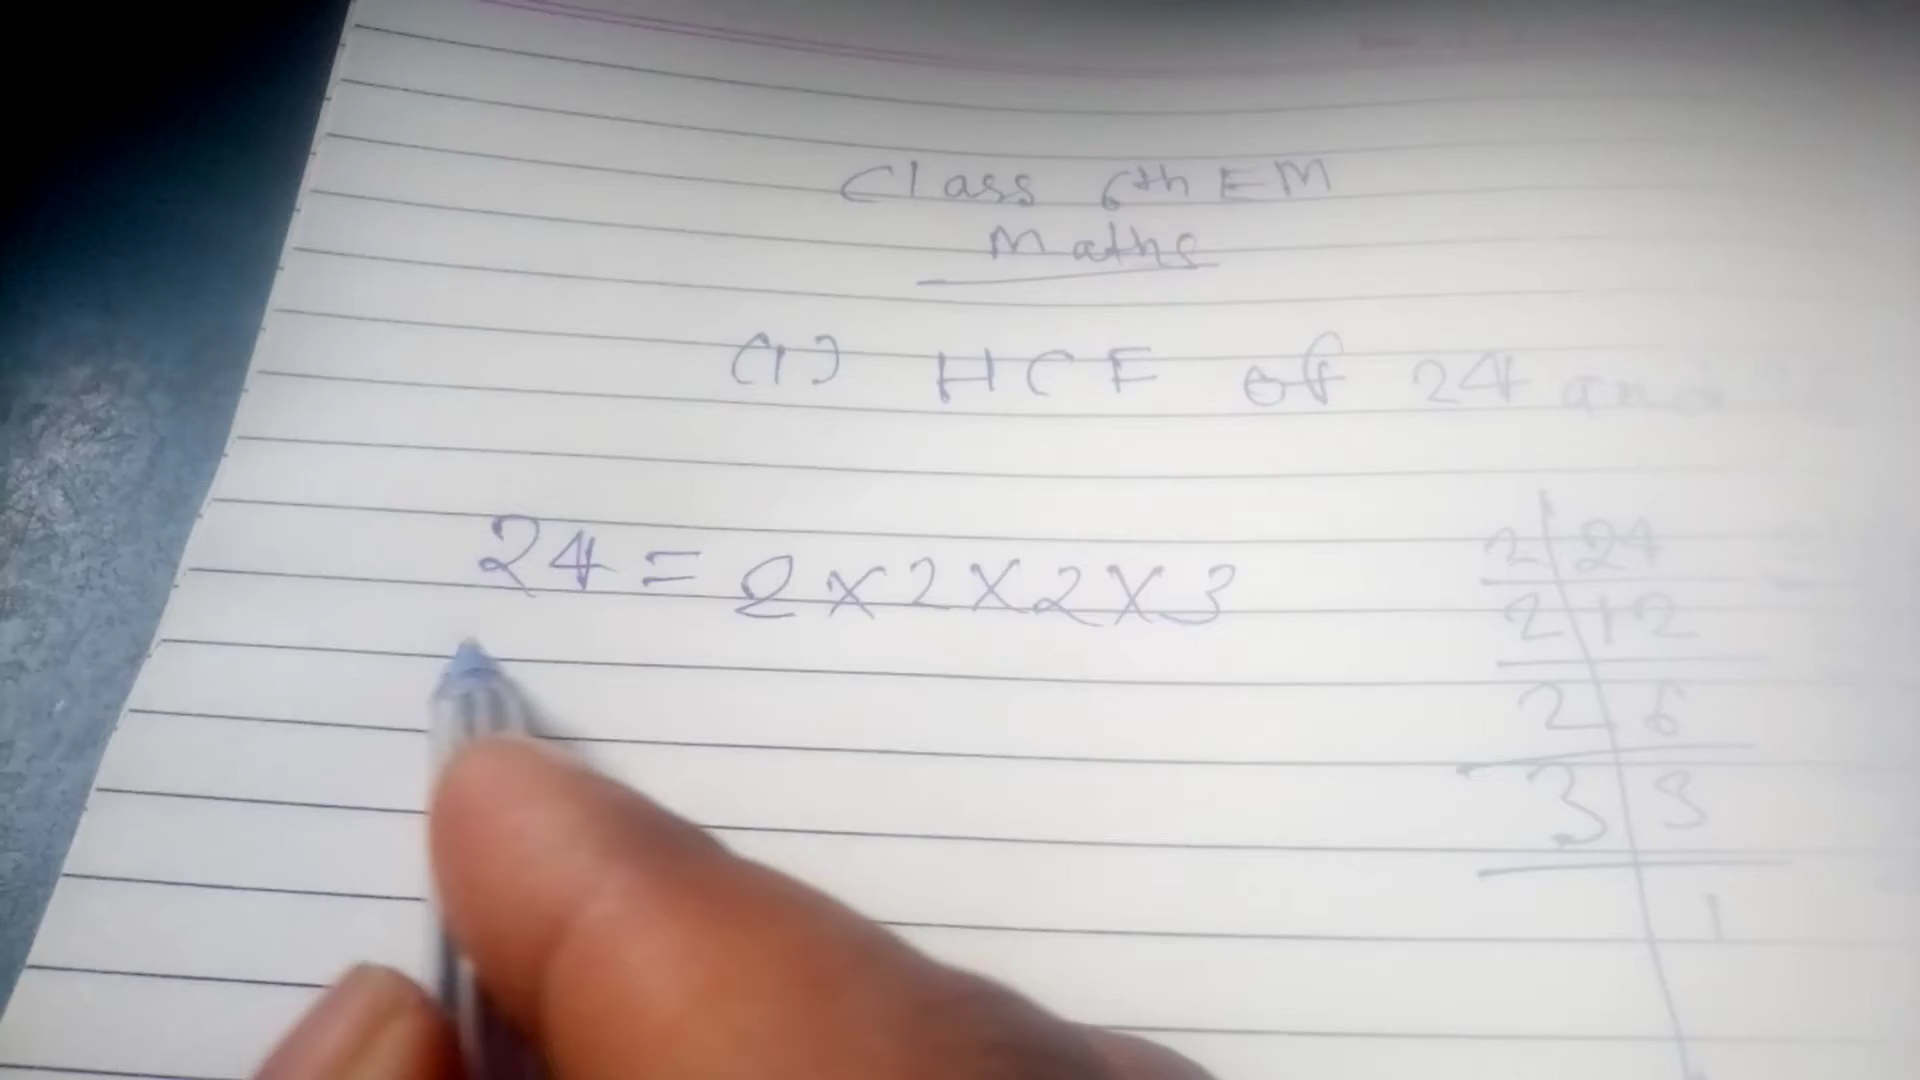 Class 6th EM
Maths
(1) HCF of 24 and
24 = 2 × 2 × 2 × 3
2 24
2 12
2 6
3 3
1